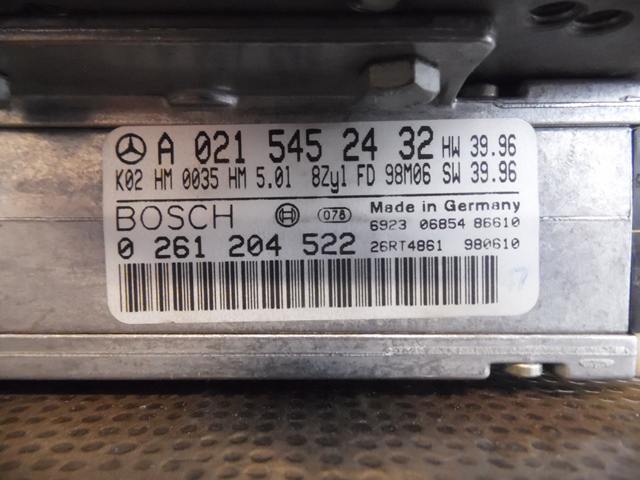 A 021 545 24 32 HW 39.96
K02 HM 0035 HM 5.01 8Zyl FD 98M06 SW 39.96
BOSCH 078 Made in Germany
6923 06854 86610
0 261 204 522 26RT4861 980610